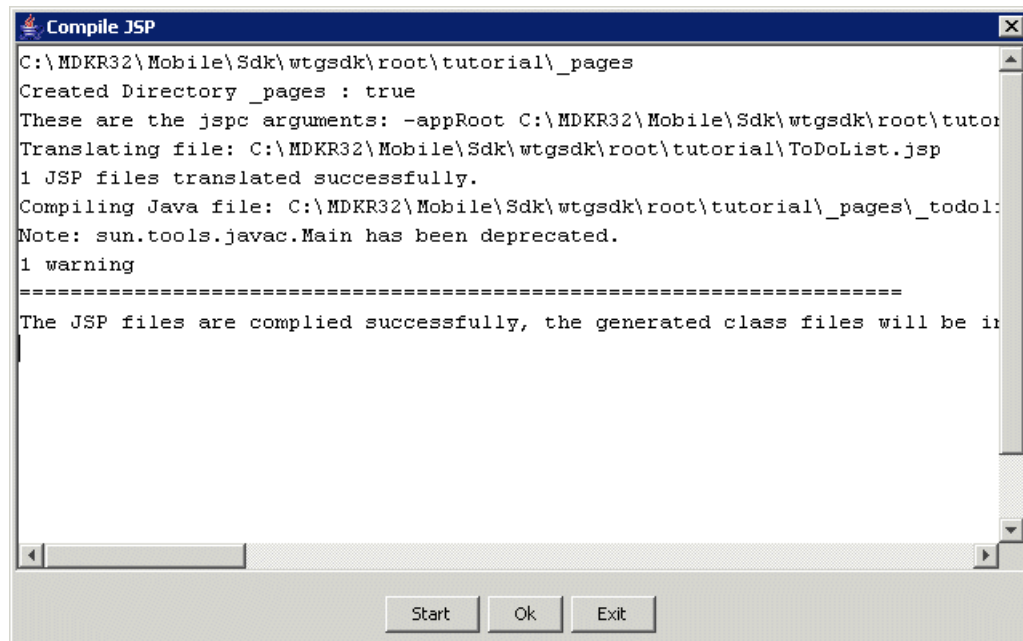 Compile JSP
C:\MDKR32\Mobile\Sdk\wtgsdk\root\tutorial\_pages
Created Directory _pages : true
These are the jspc arguments: -appRoot C:\MDKR32\Mobile\Sdk\wtgsdk\root\tutor
Translating file: C:\MDKR32\Mobile\Sdk\wtgsdk\root\tutorial\ToDoList.jsp
1 JSP files translated successfully.
Compiling Java file: C:\MDKR32\Mobile\Sdk\wtgsdk\root\tutorial\_pages\_todoli
Note: sun.tools.javac.Main has been deprecated.
1 warning
=====================================================================
The JSP files are complied successfully, the generated class files will be in
Start Ok Exit